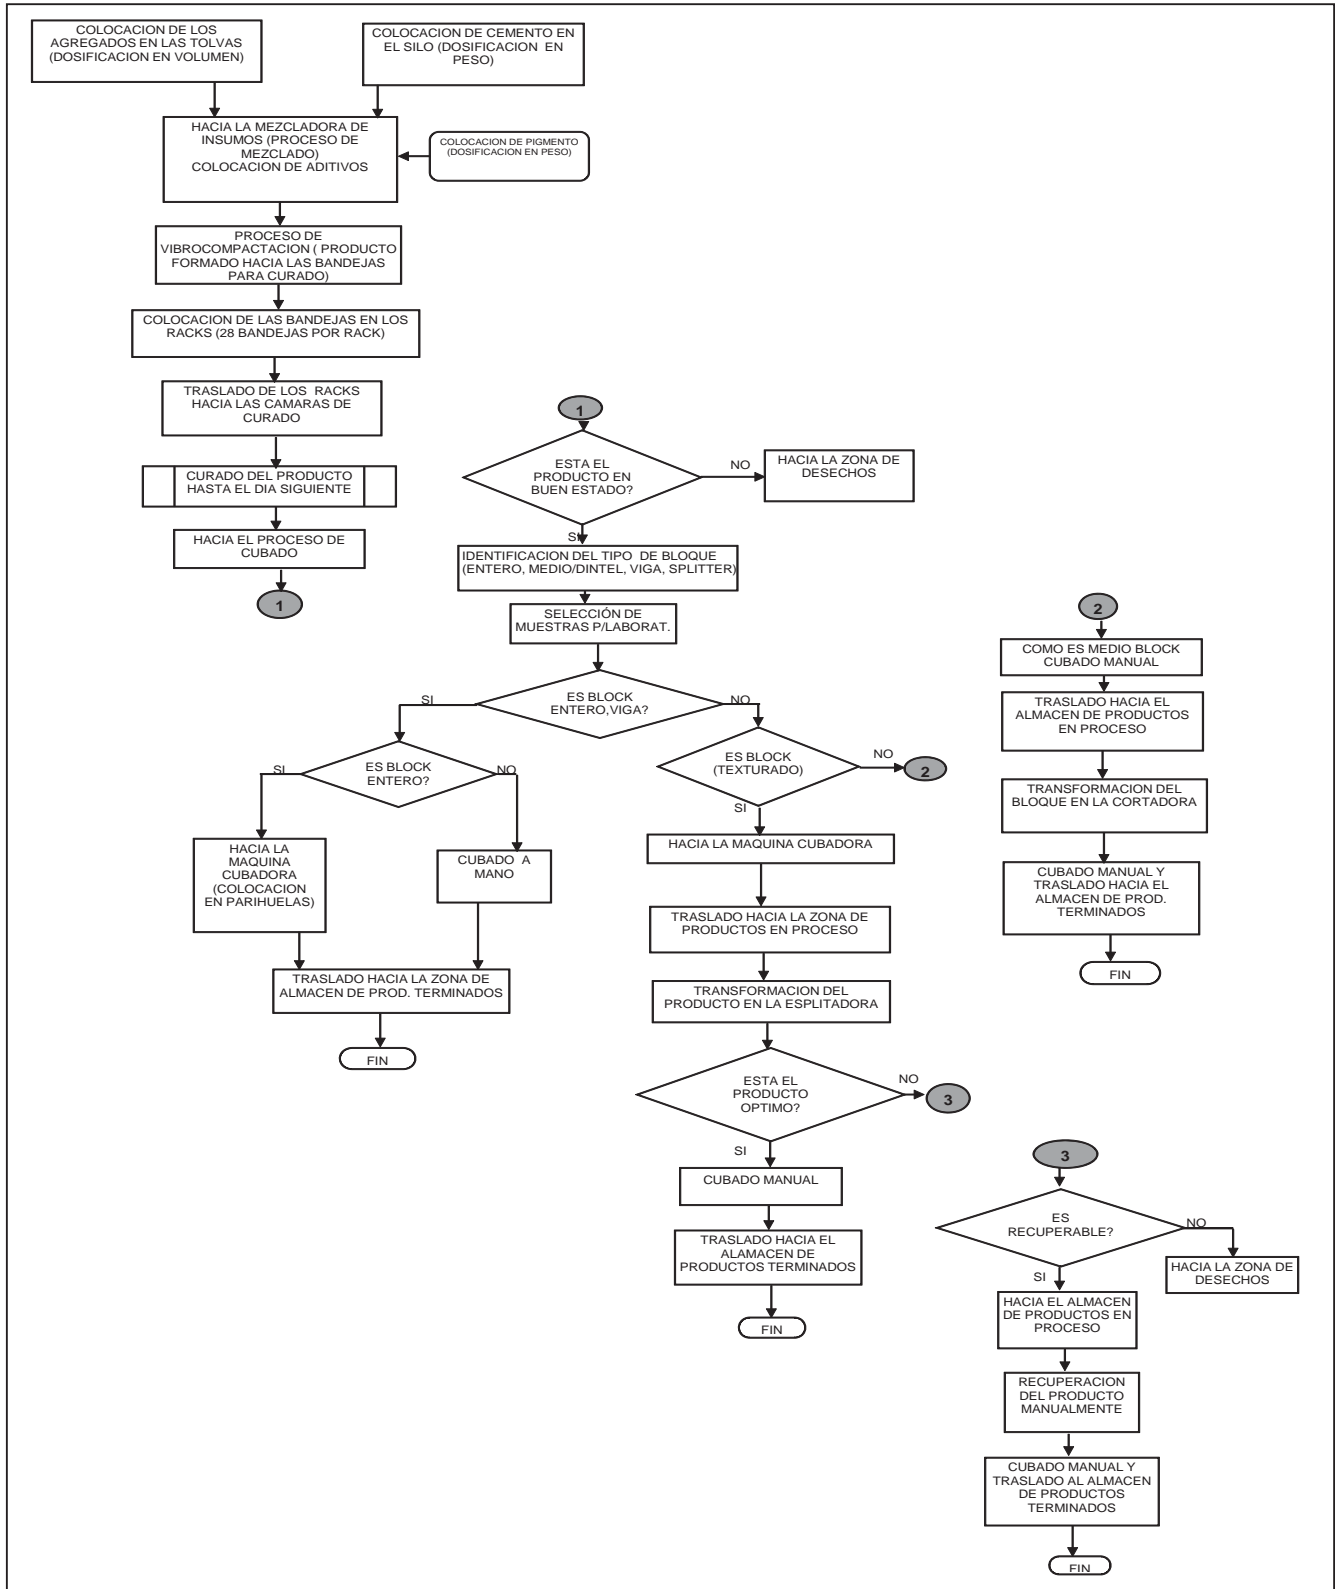 COLOCACION DE LOS
AGREGADOS EN LAS TOLVAS
(DOSIFICACION EN VOLUMEN)
COLOCACION DE CEMENTO EN
EL SILO (DOSIFICACION EN
PESO)
HACIA LA MEZCLADORA DE
INSUMOS (PROCESO DE
MEZCLADO)
COLOCACION DE ADITIVOS
COLOCACION DE PIGMENTO
(DOSIFICACION EN PESO)
PROCESO DE
VIBROCOMPACTACION ( PRODUCTO
FORMADO HACIA LAS BANDEJAS
PARA CURADO)
COLOCACION DE LAS BANDEJAS EN LOS
RACKS (28 BANDEJAS POR RACK)
TRASLADO DE LOS RACKS
HACIA LAS CAMARAS DE
CURADO
CURADO DEL PRODUCTO
HASTA EL DIA SIGUIENTE
HACIA EL PROCESO DE
CUBADO
1
1
ESTA EL
PRODUCTO EN
BUEN ESTADO?
NO
HACIA LA ZONA DE
DESECHOS
SI
IDENTIFICACION DEL TIPO DE BLOQUE
(ENTERO, MEDIO/DINTEL, VIGA, SPLITTER)
SELECCIÓN DE
MUESTRAS P/LABORAT.
ES BLOCK
ENTERO,VIGA?
SI
NO
ES BLOCK
ENTERO?
SI
NO
HACIA LA
MAQUINA
CUBADORA
(COLOCACION
EN PARIHUELAS)
CUBADO A
MANO
TRASLADO HACIA LA ZONA DE
ALMACEN DE PROD. TERMINADOS
FIN
ES BLOCK
(TEXTURADO)
NO
2
SI
HACIA LA MAQUINA CUBADORA
TRASLADO HACIA LA ZONA DE
PRODUCTOS EN PROCESO
TRANSFORMACION DEL
PRODUCTO EN LA ESPLITADORA
ESTA EL
PRODUCTO
OPTIMO?
NO
3
SI
CUBADO MANUAL
TRASLADO HACIA EL
ALAMACEN DE
PRODUCTOS TERMINADOS
FIN
2
COMO ES MEDIO BLOCK
CUBADO MANUAL
TRASLADO HACIA EL
ALMACEN DE PRODUCTOS
EN PROCESO
TRANSFORMACION DEL
BLOQUE EN LA CORTADORA
CUBADO MANUAL Y
TRASLADO HACIA EL
ALMACEN DE PROD.
TERMINADOS
FIN
3
ES
RECUPERABLE?
NO
HACIA LA ZONA DE
DESECHOS
SI
HACIA EL ALMACEN
DE PRODUCTOS EN
PROCESO
RECUPERACION
DEL PRODUCTO
MANUALMENTE
CUBADO MANUAL Y
TRASLADO AL ALMACEN
DE PRODUCTOS
TERMINADOS
FIN